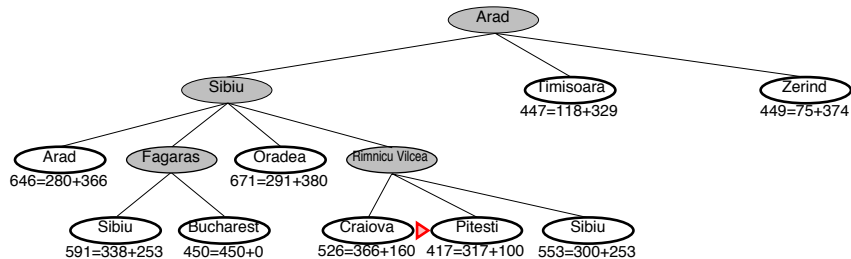 Arad
Sibiu
Timisoara
Zerind
447=118+329
449=75+374
Arad
Fagaras
Oradea
Rimnicu Vilcea
646=280+366
671=291+380
Sibiu
Bucharest
Craiova
Pitesti
Sibiu
591=338+253
450=450+0
526=366+160
417=317+100
553=300+253